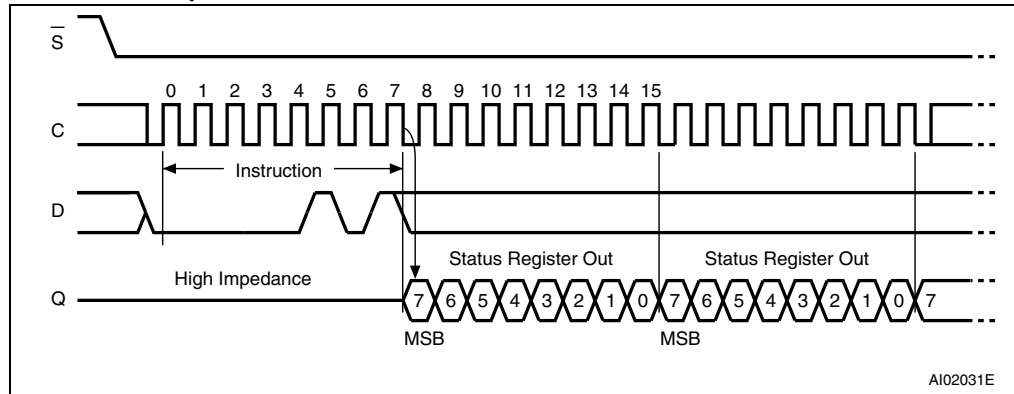 S
0 1 2 3 4 5 6 7 8 9 10 11 12 13 14 15
C
Instruction
D
High Impedance
Status Register Out Status Register Out
Q
7 6 5 4 3 2 1 0 7 6 5 4 3 2 1 0 7
MSB MSB
AI02031E